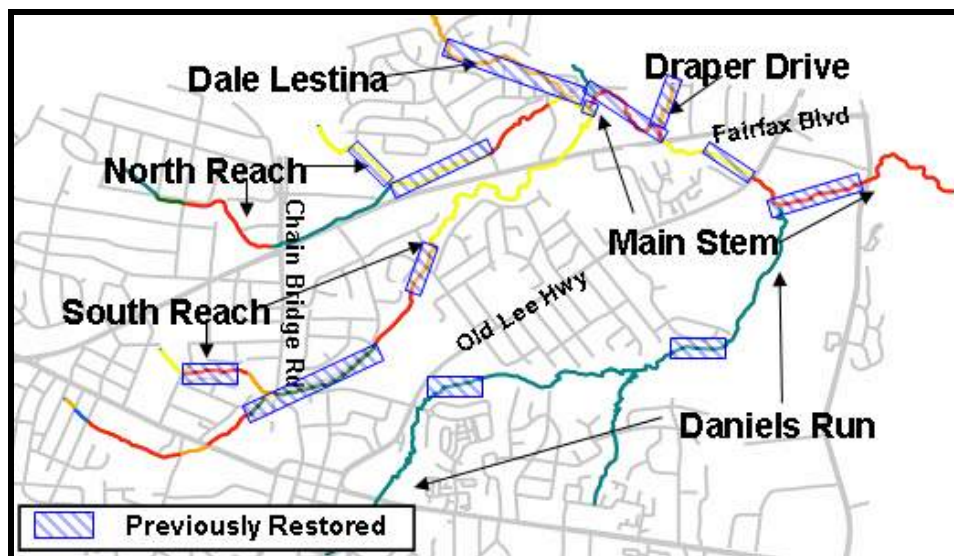 Dale Lestina
Draper Drive
Fairfax Blvd
North Reach
Chain Bridge Rd
Main Stem
South Reach
Old Lee Hwy
Daniels Run
Previously Restored